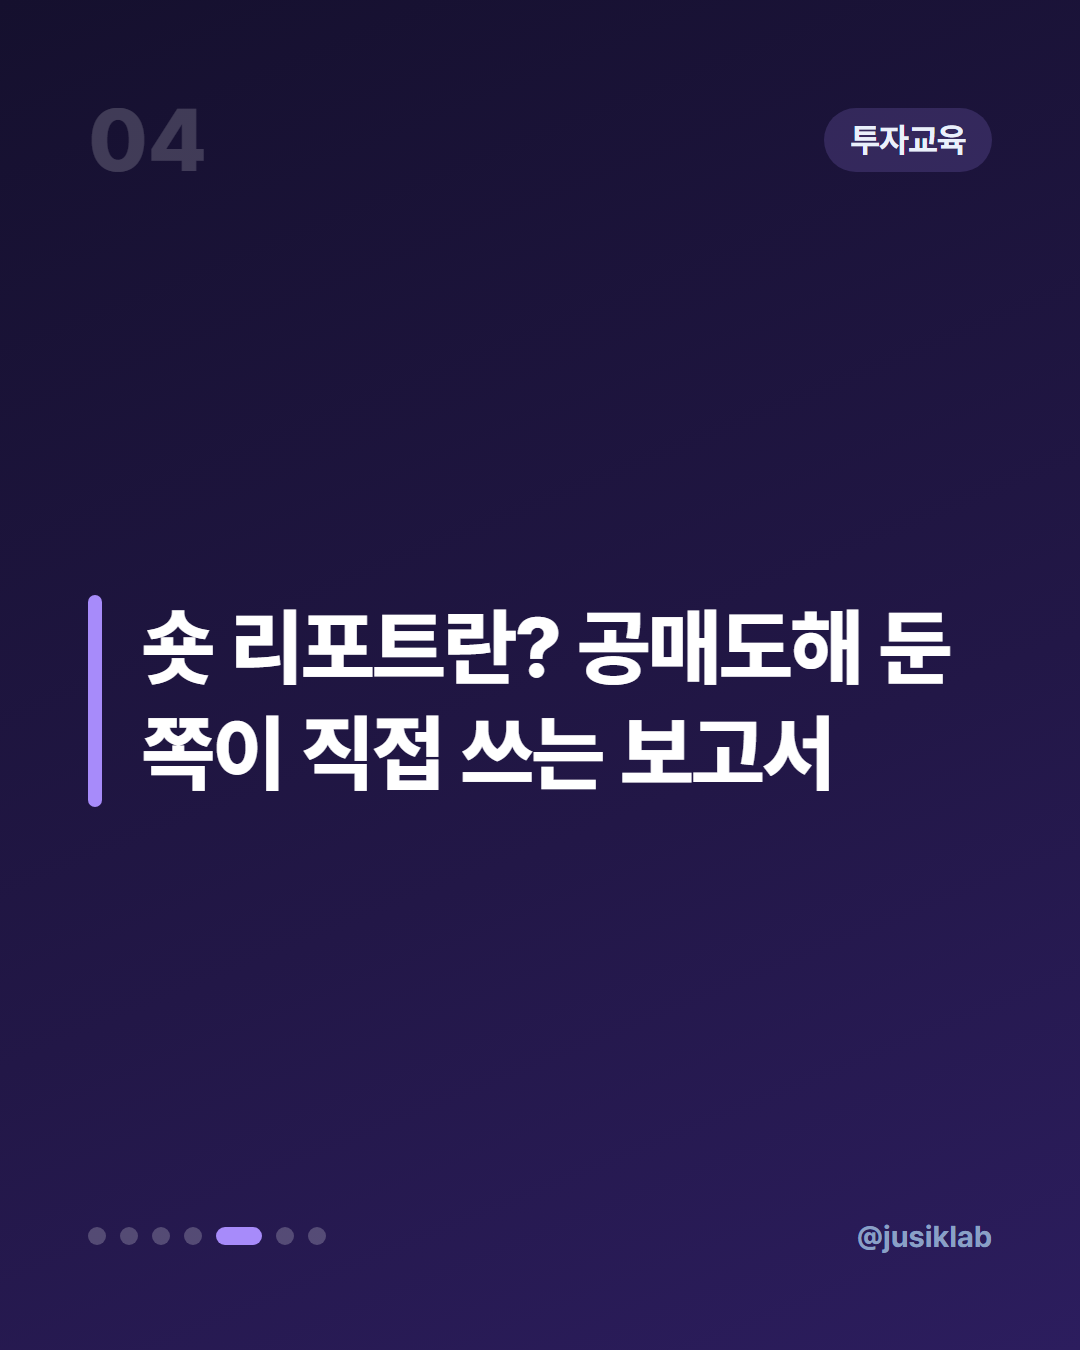 04
투자교육
숏 리포트란? 공매도해 둔
쪽이 직접 쓰는 보고서
@jusiklab